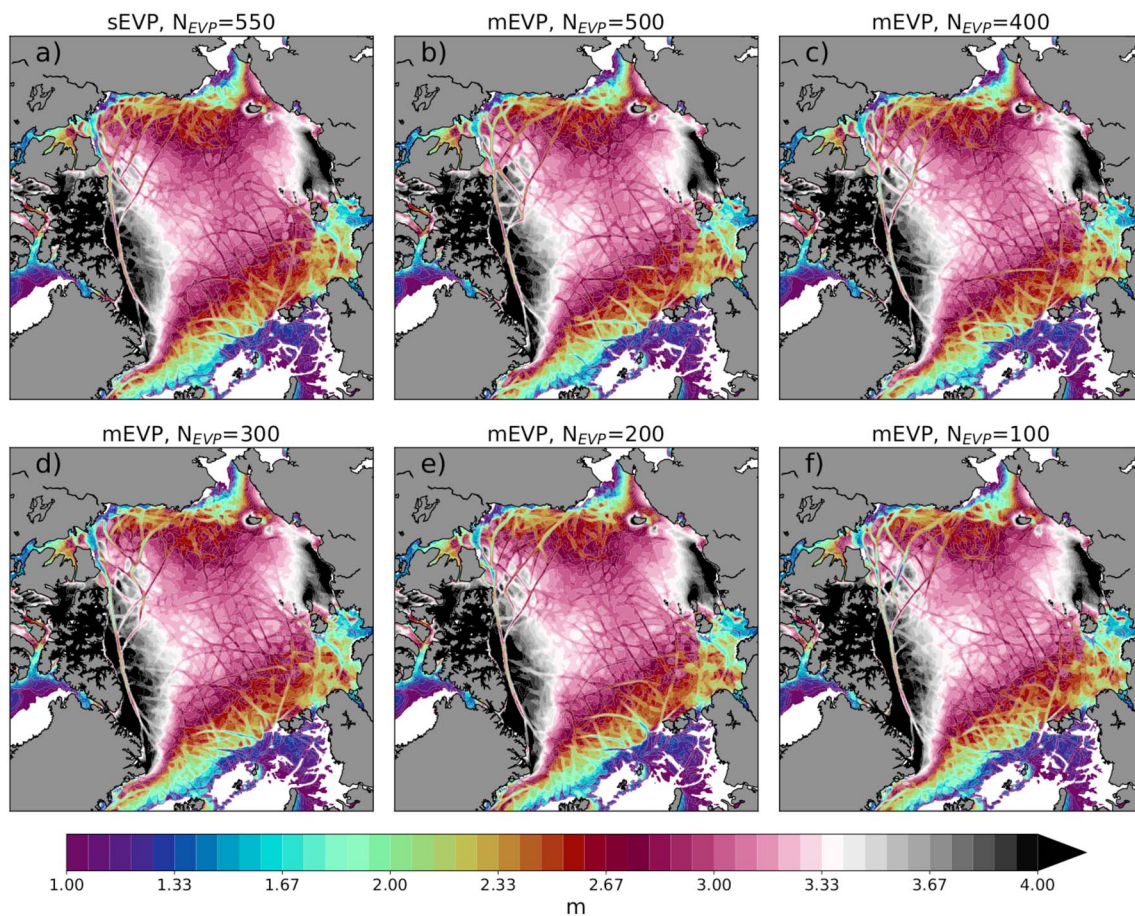 sEVP, N_EVP=550
mEVP, N_EVP=500
mEVP, N_EVP=400
a)
b)
c)
mEVP, N_EVP=300
mEVP, N_EVP=200
mEVP, N_EVP=100
d)
e)
f)
1.00 1.33 1.67 2.00 2.33 2.67 3.00 3.33 3.67 4.00
m